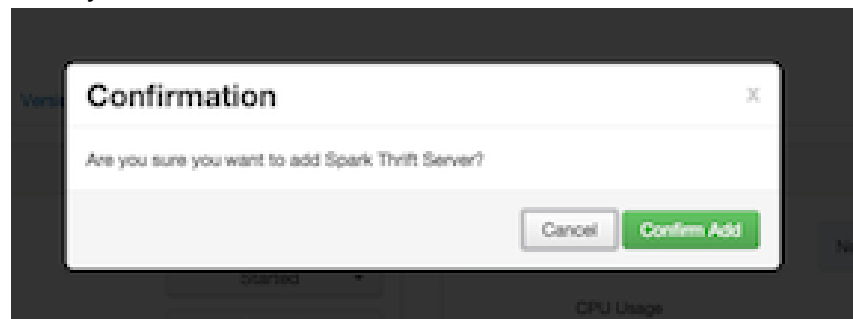 Confirmation
X
Are you sure you want to add Spark Thrift Server?
Cancel
Confirm Add
Started
CPU Usage